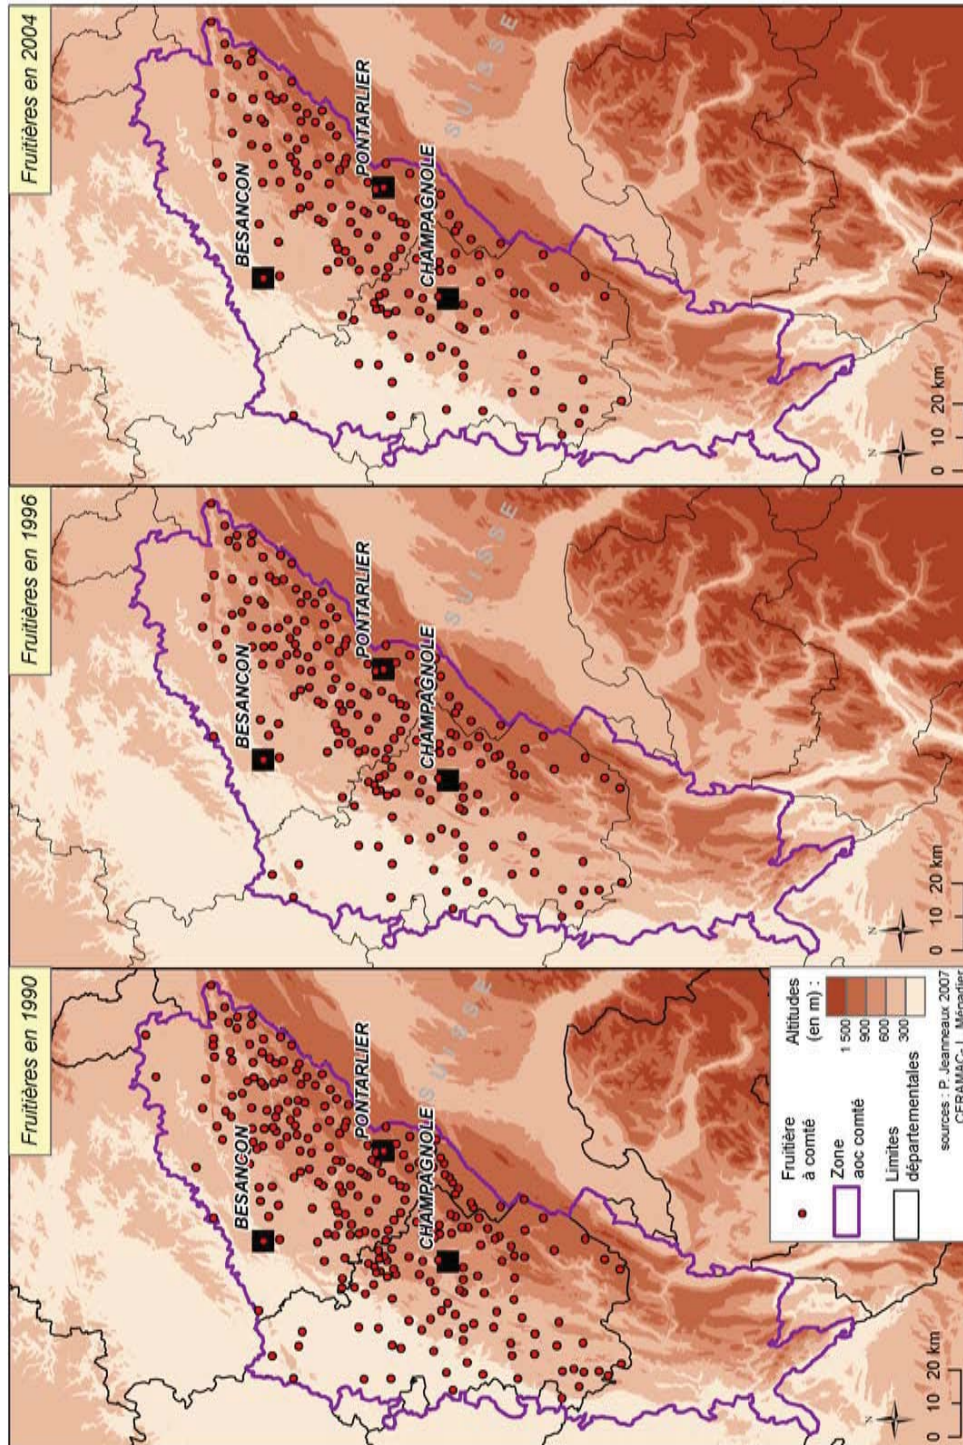 Fruitières en 1990
BESANCON
PONTARLIER
CHAMPAGNOLE
SUISSE
0 10 20 km
N
Fruitière
à comté
Zone
aoc comté
Limites
départementales
Altitudes
(en m) :
1 500
900
600
300
sources : P. Jeanneaux 2007
CERAMAC- L. Ménadier
Fruitières en 1996
BESANCON
PONTARLIER
CHAMPAGNOLE
SUISSE
0 10 20 km
N
Fruitières en 2004
BESANCON
PONTARLIER
CHAMPAGNOLE
SUISSE
0 10 20 km
N